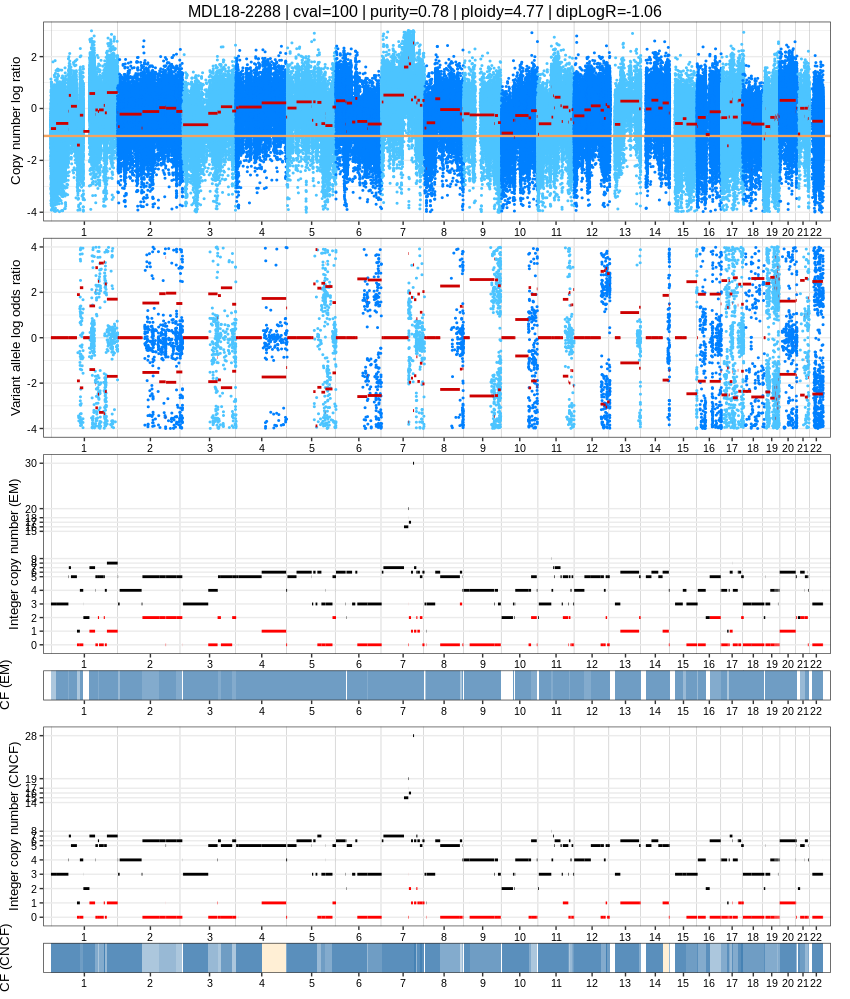 MDL18-2288 | cval=100 | purity=0.78 | ploidy=4.77 | dipLogR=-1.06
Copy number log ratio
2
0
-2
-4
1 2 3 4 5 6 7 8 9 10 11 12 13 14 15 16 17 18 19 20 21 22
Variant allele log odds ratio
4
2
0
-2
-4
1 2 3 4 5 6 7 8 9 10 11 12 13 14 15 16 17 18 19 20 21 22
Integer copy number (EM)
30
20
18
15
9
5
4
3
2
1
0
1 2 3 4 5 6 7 8 9 10 11 12 13 14 15 16 17 18 19 20 21 22
CF (EM)
1 2 3 4 5 6 7 8 9 10 11 12 13 14 15 16 17 18 19 20 21 22
Integer copy number (CNCF)
28
19
17
14
8
5
4
3
2
1
0
1 2 3 4 5 6 7 8 9 10 11 12 13 14 15 16 17 18 19 20 21 22
CF (CNCF)
1 2 3 4 5 6 7 8 9 10 11 12 13 14 15 16 17 18 19 20 21 22